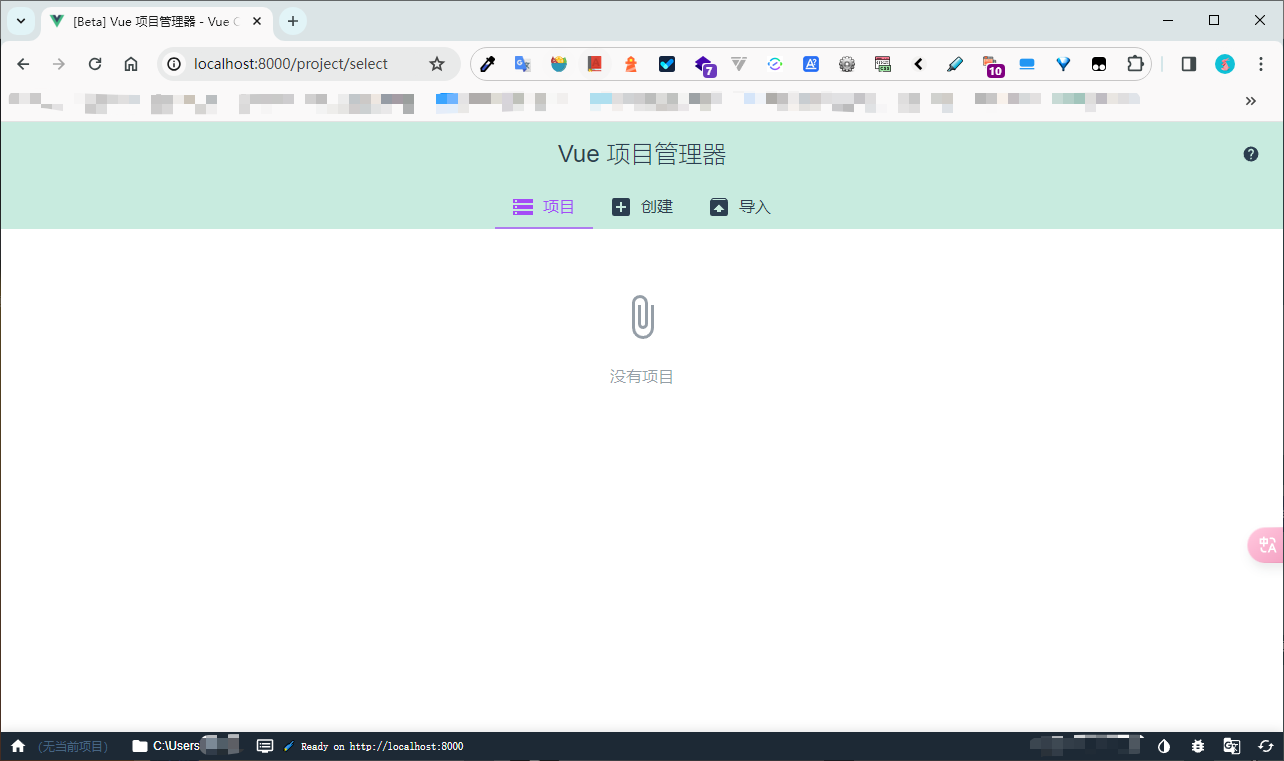 [Beta] Vue 项目管理器 - Vue C
localhost:8000/project/select
7
10
Vue 项目管理器
项目
创建
导入
没有项目
(无当前项目)
C:\Users
Ready on http://localhost:8000